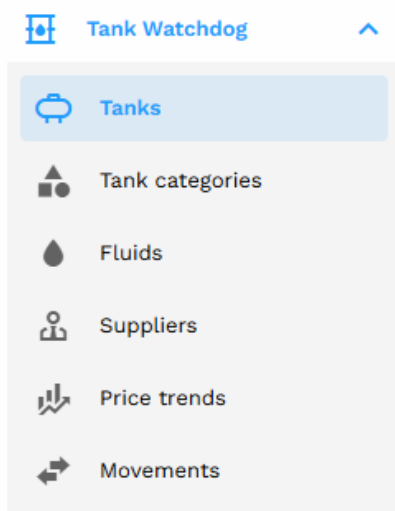 Tank Watchdog
Tanks
Tank categories
Fluids
Suppliers
Price trends
Movements